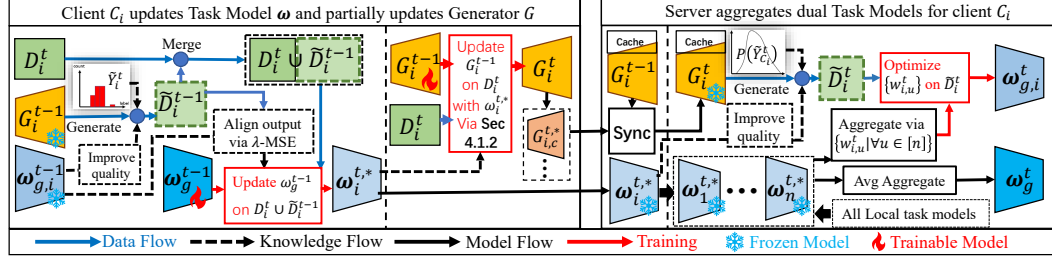 Client C_i updates Task Model ω and partially updates Generator G
Server aggregates dual Task Models for client C_i
D_i^t
Merge
D_i^t ∪ D̃_i^{t-1}
count
Ỹ_i^t
label
D̃_i^{t-1}
G_i^{t-1}
Generate
Improve
quality
ω_{g,i}^{t-1}
Align output
via λ-MSE
ω_g^{t-1}
Update ω_g^{t-1}
on D_i^t ∪ D̃_i^{t-1}
ω_i^{t,*}
G_i^{t-1}
D_i^t
Update
G_i^{t-1}
on D_i^t
with ω_i^{t,*}
Via Sec
4.1.2
G_i^t
G_{i,c}^{t,*}
Cache
G_i^{t-1}
Sync
Cache
G_i^t
P(Ỹ_{C_i}^t)
Generate
Improve
quality
D̃_i^t
Optimize
{w_{i,u}^t} on D̃_i^t
ω_{g,i}^t
Aggregate via
{w_{i,u}^t|∀u ∈ [n]}
ω_i^{t,*}
ω_1^{t,*}
•••
ω_n^{t,*}
Avg Aggregate
ω_g^t
All Local task models
Data Flow
Knowledge Flow
Model Flow
Training
Frozen Model
Trainable Model